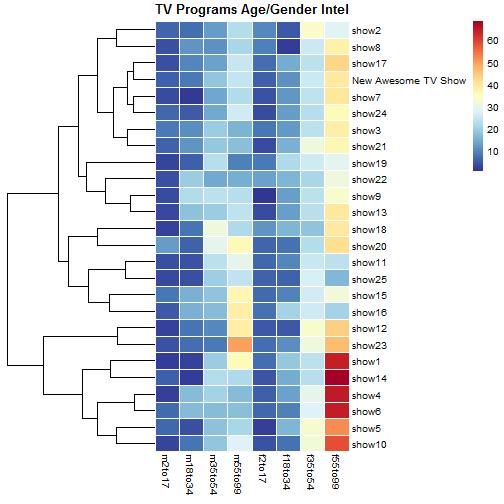 TV Programs Age/Gender Intel
show2
show8
show17
New Awesome TV Show
show7
show24
show3
show21
show19
show22
show9
show13
show18
show20
show11
show25
show15
show16
show12
show23
show1
show14
show4
show6
show5
show10
m2to17
m18to34
m35to54
m55to99
f2to17
f18to34
f35to54
f55to99
60
50
40
30
20
10